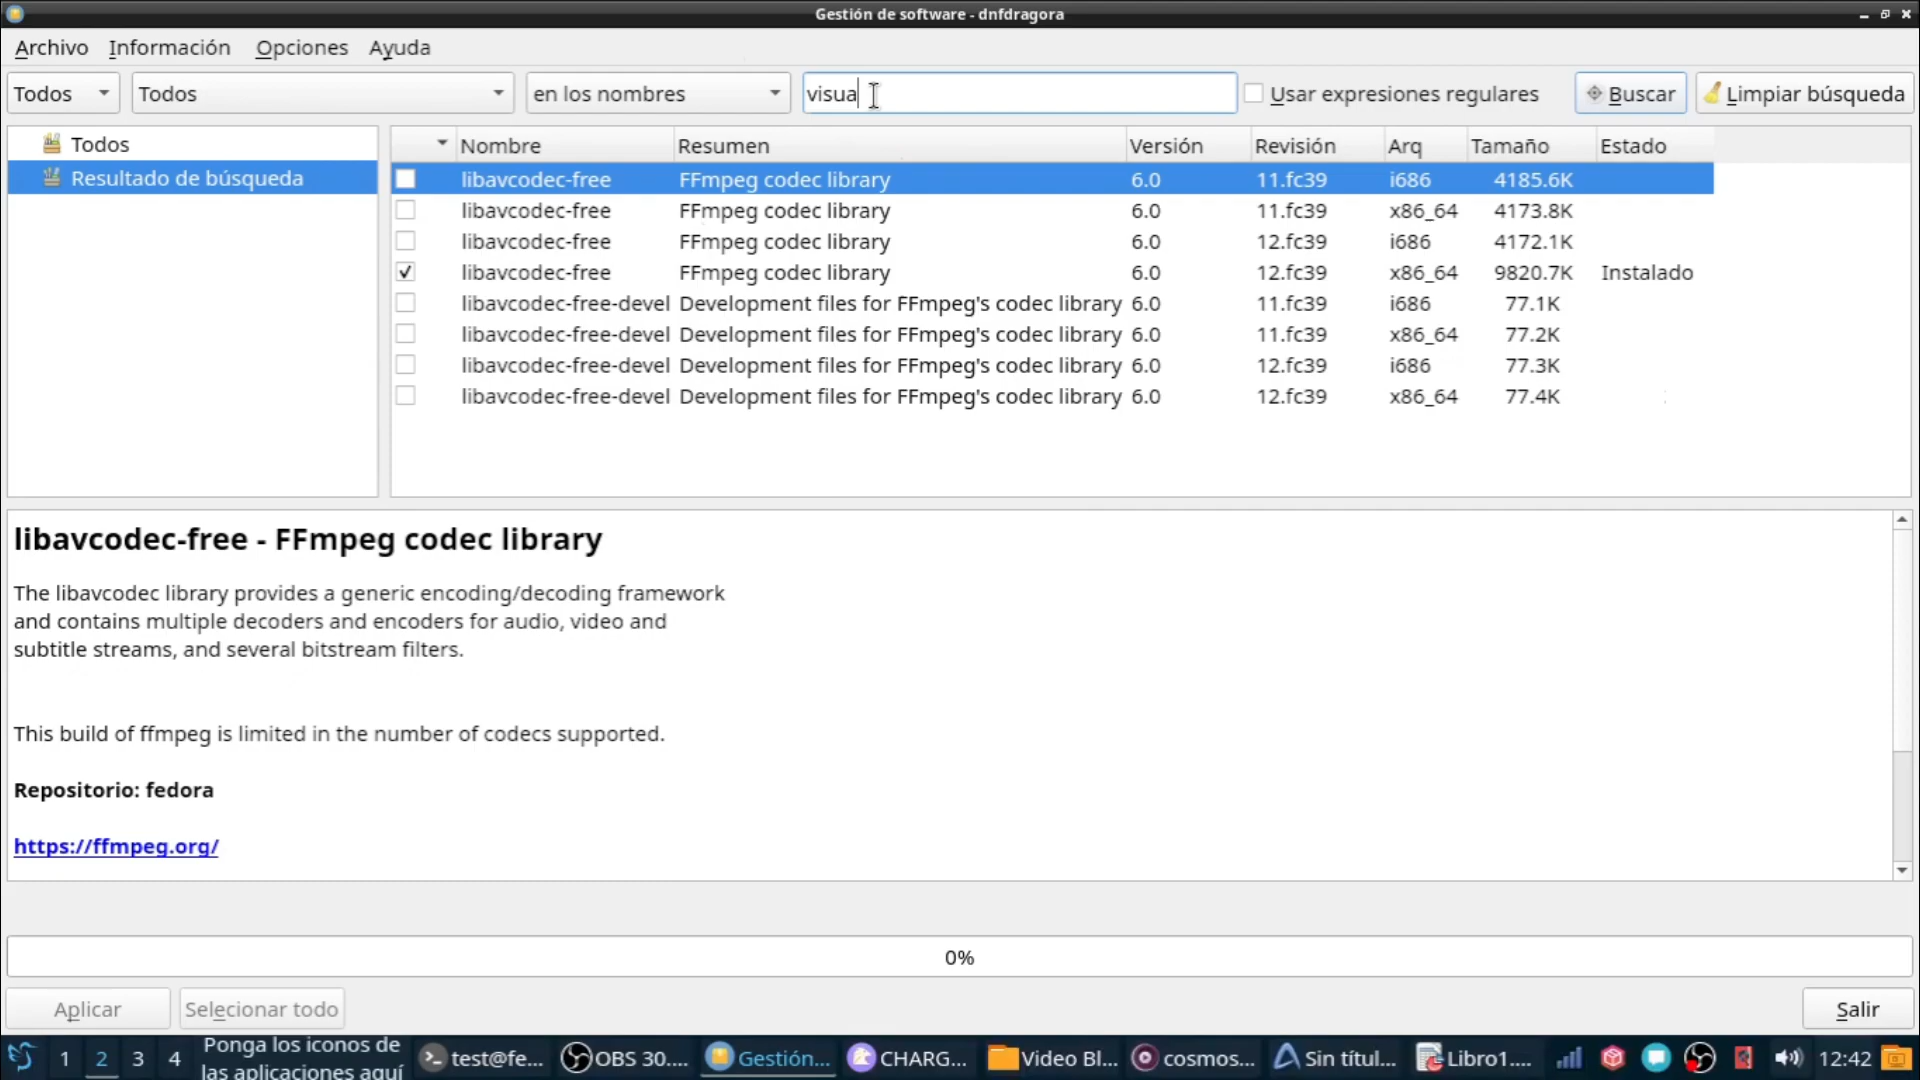 Gestión de software - dnfdragora
Archivo Información Opciones Ayuda
Todos Todos en los nombres visua Usar expresiones regulares Buscar Limpiar búsqueda
Todos
Resultado de búsqueda
Nombre Resumen Versión Revisión Arq Tamaño Estado
libavcodec-free FFmpeg codec library 6.0 11.fc39 i686 4185.6K
libavcodec-free FFmpeg codec library 6.0 11.fc39 x86_64 4173.8K
libavcodec-free FFmpeg codec library 6.0 12.fc39 i686 4172.1K
libavcodec-free FFmpeg codec library 6.0 12.fc39 x86_64 9820.7K Instalado
libavcodec-free-devel Development files for FFmpeg's codec library 6.0 11.fc39 i686 77.1K
libavcodec-free-devel Development files for FFmpeg's codec library 6.0 11.fc39 x86_64 77.2K
libavcodec-free-devel Development files for FFmpeg's codec library 6.0 12.fc39 i686 77.3K
libavcodec-free-devel Development files for FFmpeg's codec library 6.0 12.fc39 x86_64 77.4K
libavcodec-free - FFmpeg codec library
The libavcodec library provides a generic encoding/decoding framework
and contains multiple decoders and encoders for audio, video and
subtitle streams, and several bitstream filters.
This build of ffmpeg is limited in the number of codecs supported.
Repositorio: fedora
https://ffmpeg.org/
0%
Aplicar Selecionar todo Salir
1 2 3 4 Ponga los iconos de
las aplicaciones aquí
test@fe... OBS 30.... Gestión... CHARG... Video Bl... cosmos... Sin títul... Libro1.... 12:42